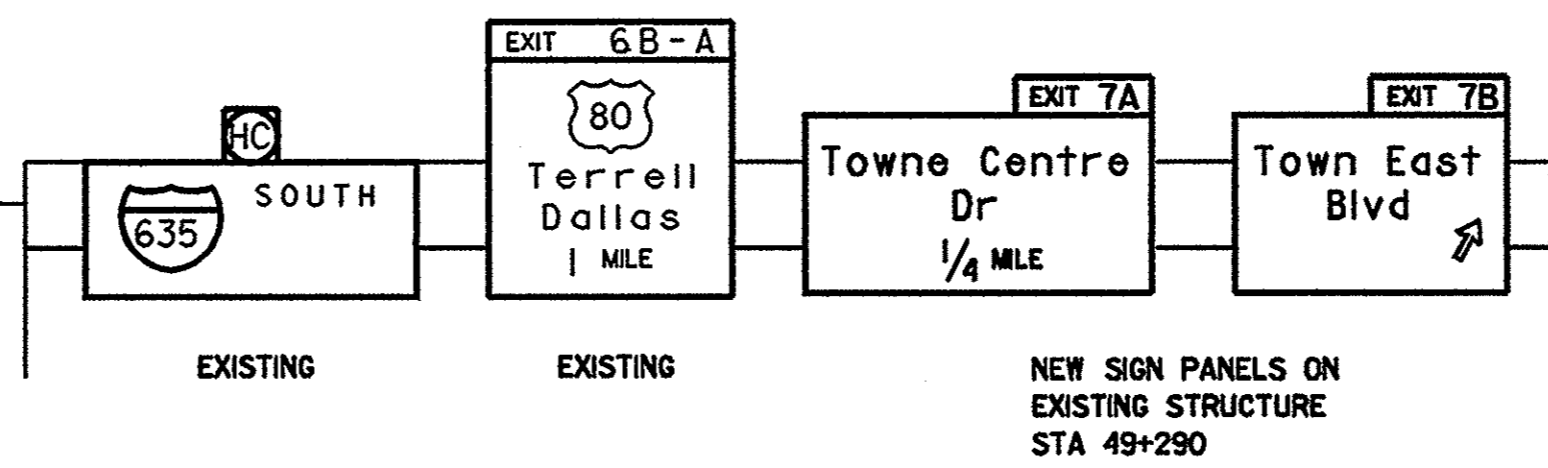 HC
SOUTH
635
EXISTING
EXIT 6B-A
80
Terrell
Dallas
1 MILE
EXISTING
EXIT 7A
Towne Centre
Dr
1/4 MILE
EXIT 7B
Town East
Blvd
NEW SIGN PANELS ON
EXISTING STRUCTURE
STA 49+290